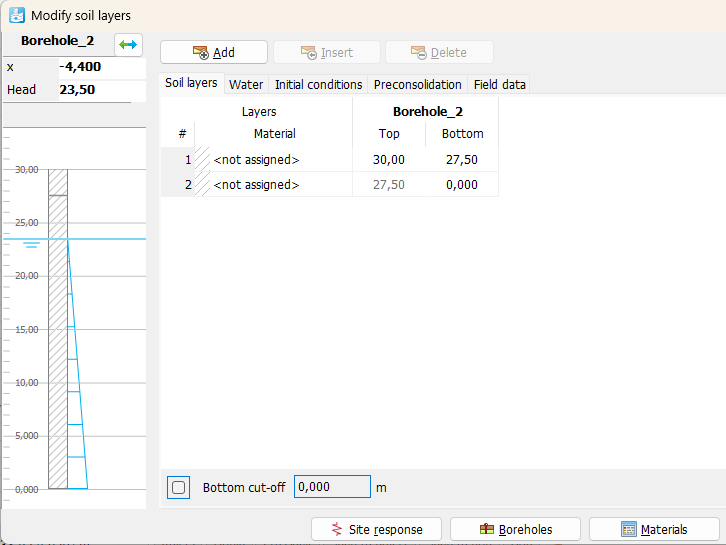 Modify soil layers
Borehole_2
x -4,400
Head 23,50
Add Insert Delete
Soil layers Water Initial conditions Preconsolidation Field data
Layers Borehole_2
# Material Top Bottom
1 <not assigned> 30,00 27,50
2 <not assigned> 27,50 0,000
30,00
25,00
20,00
15,00
10,00
5,000
0,000
Bottom cut-off 0,000 m
Site response Boreholes Materials